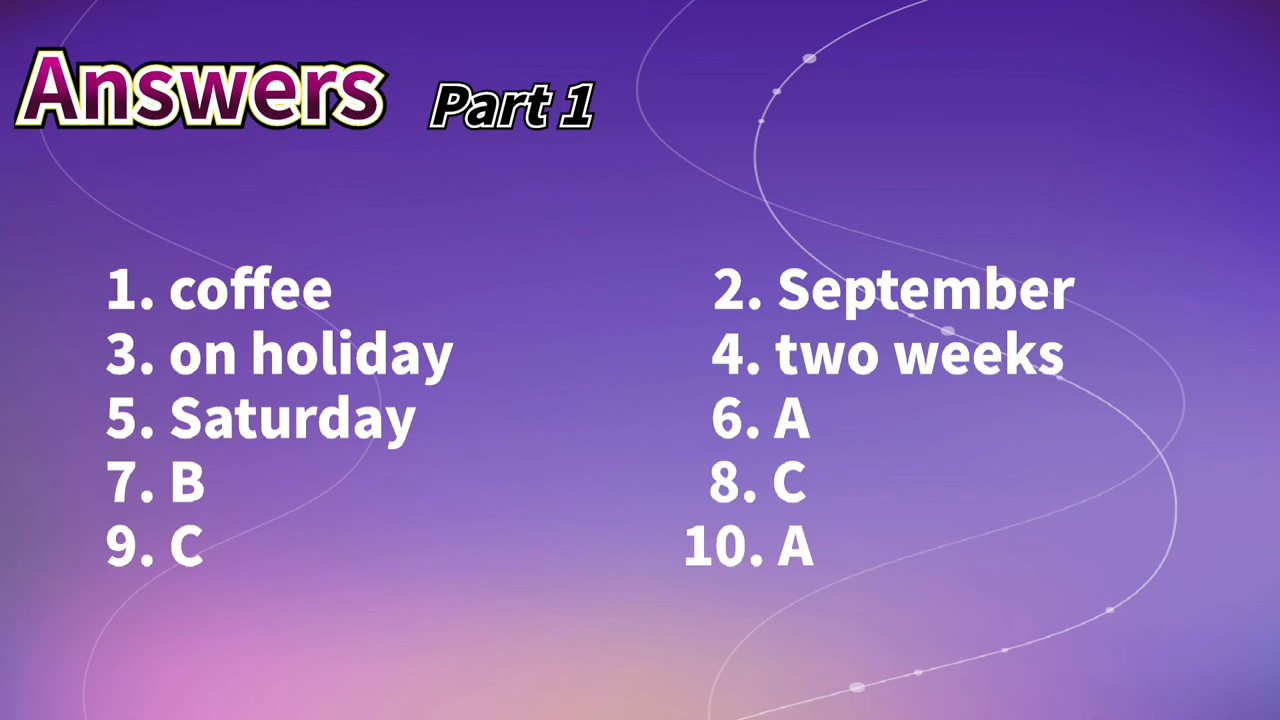 Answers Part 1
1. coffee 2. September
3. on holiday 4. two weeks
5. Saturday 6. A
7. B 8. C
9. C 10. A